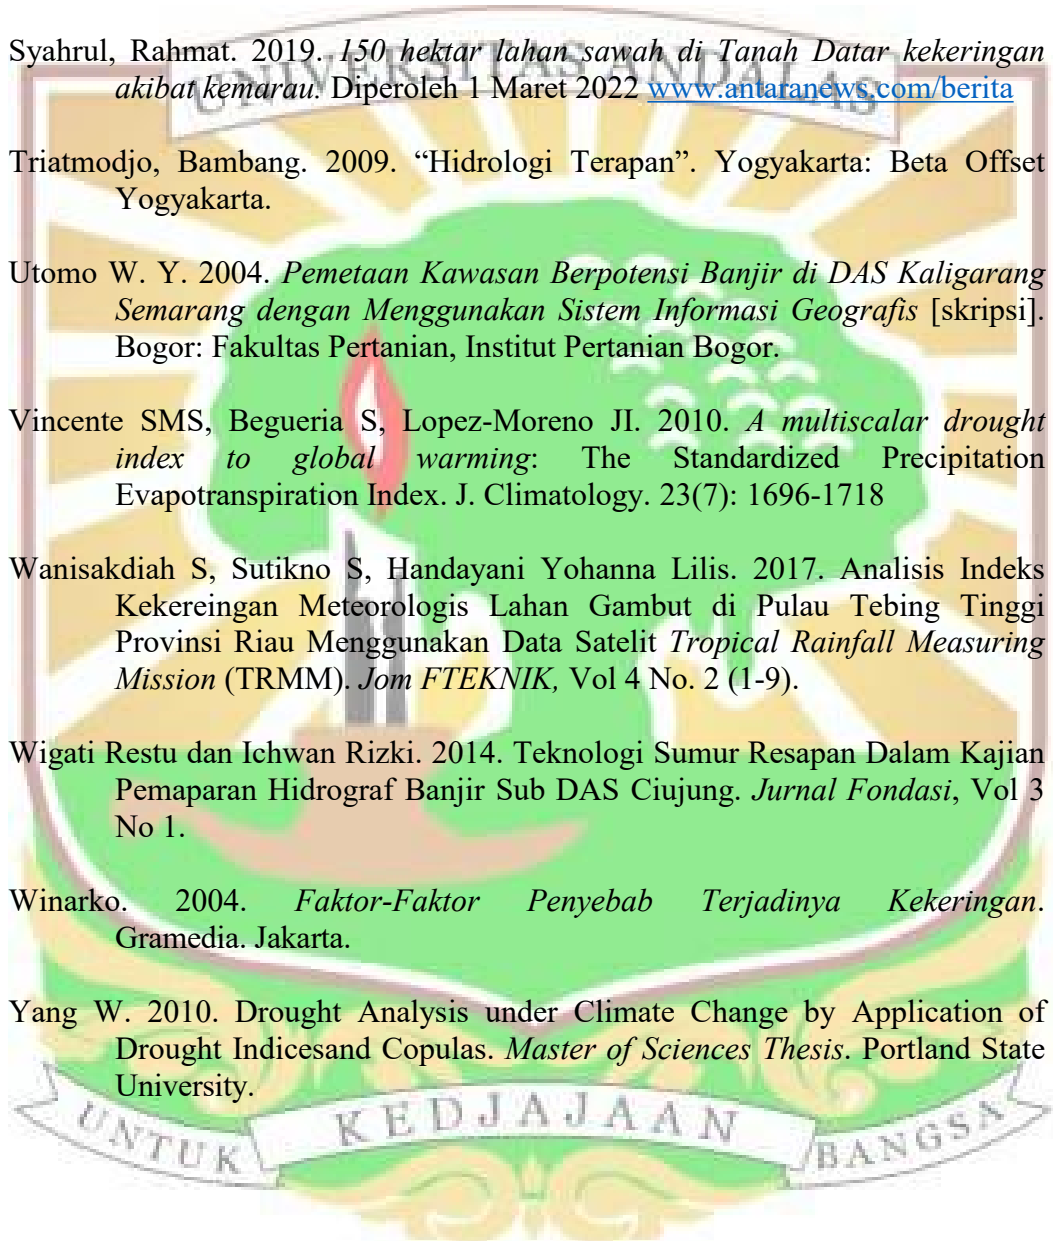 UNIVERSITAS ANDALAS
Syahrul, Rahmat. 2019. 150 hektar lahan sawah di Tanah Datar kekeringan
akibat kemarau. Diperoleh 1 Maret 2022 www.antaranews.com/berita
Triatmodjo, Bambang. 2009. “Hidrologi Terapan”. Yogyakarta: Beta Offset
Yogyakarta.
Utomo W. Y. 2004. Pemetaan Kawasan Berpotensi Banjir di DAS Kaligarang
Semarang dengan Menggunakan Sistem Informasi Geografis [skripsi].
Bogor: Fakultas Pertanian, Institut Pertanian Bogor.
Vincente SMS, Begueria S, Lopez-Moreno JI. 2010. A multiscalar drought
index to global warming: The Standardized Precipitation
Evapotranspiration Index. J. Climatology. 23(7): 1696-1718
Wanisakdiah S, Sutikno S, Handayani Yohanna Lilis. 2017. Analisis Indeks
Kekereingan Meteorologis Lahan Gambut di Pulau Tebing Tinggi
Provinsi Riau Menggunakan Data Satelit Tropical Rainfall Measuring
Mission (TRMM). Jom FTEKNIK, Vol 4 No. 2 (1-9).
Wigati Restu dan Ichwan Rizki. 2014. Teknologi Sumur Resapan Dalam Kajian
Pemaparan Hidrograf Banjir Sub DAS Ciujung. Jurnal Fondasi, Vol 3
No 1.
Winarko. 2004. Faktor-Faktor Penyebab Terjadinya Kekeringan.
Gramedia. Jakarta.
Yang W. 2010. Drought Analysis under Climate Change by Application of
Drought Indicesand Copulas. Master of Sciences Thesis. Portland State
University.
UNTUK KEDJAJAAN BANGSA